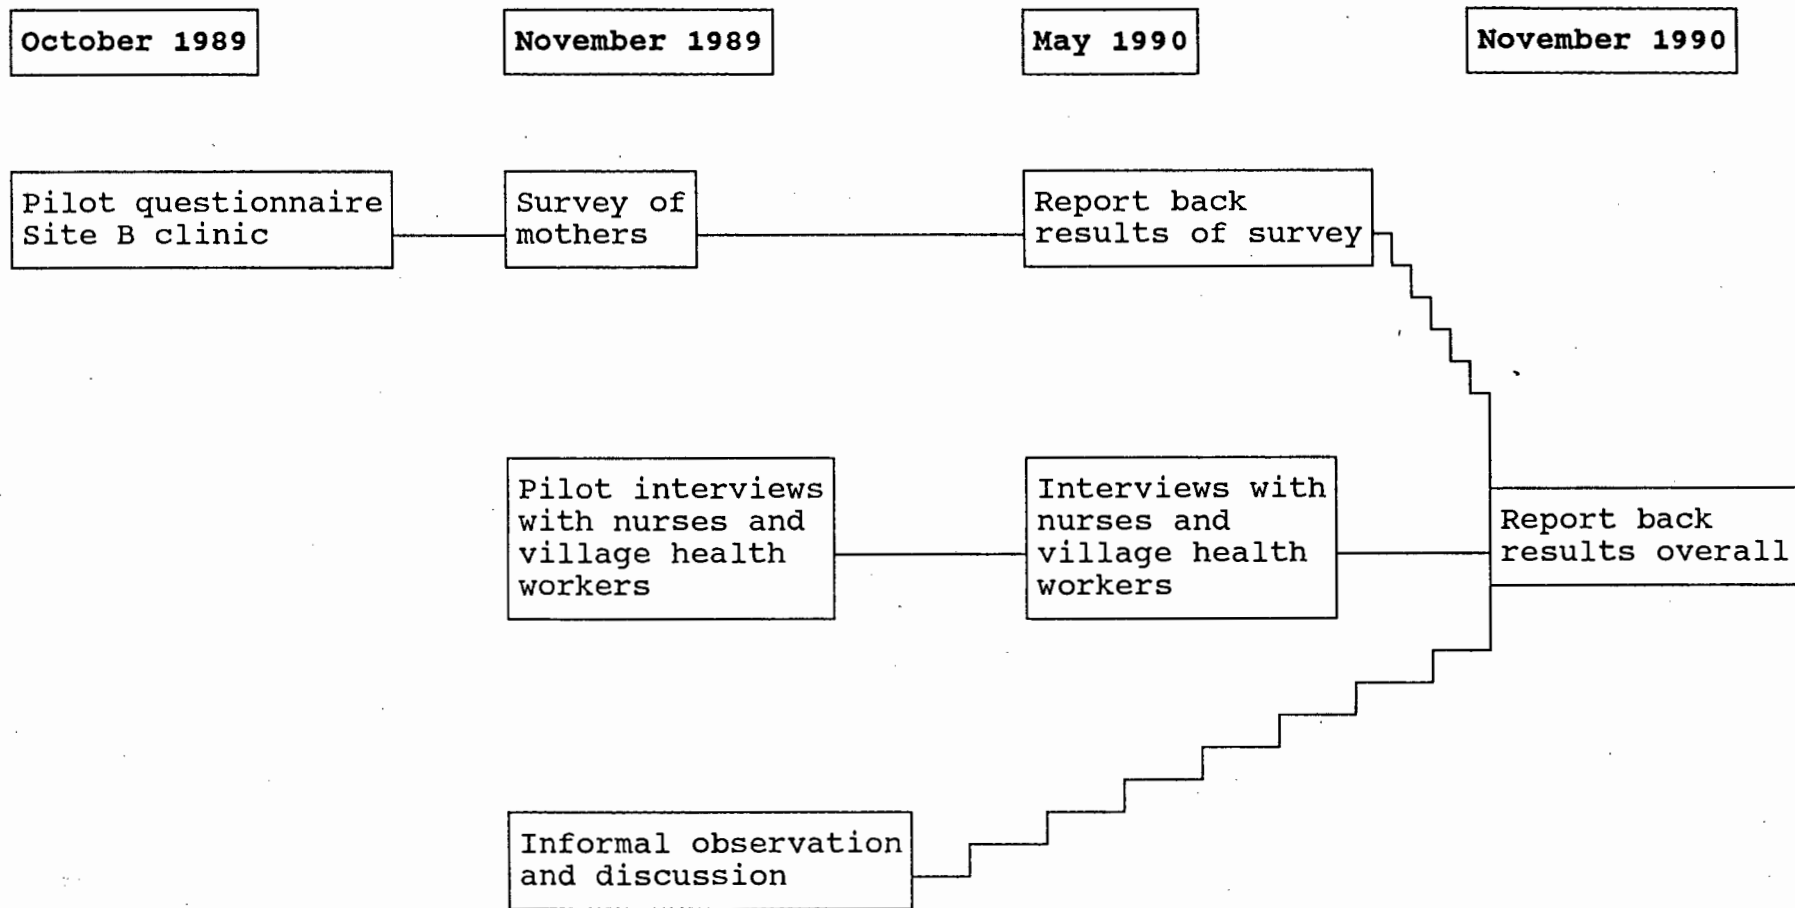 October 1989
November 1989
May 1990
November 1990
Pilot questionnaire
Site B clinic
Survey of
mothers
Report back
results of survey
Pilot interviews
with nurses and
village health
workers
Interviews with
nurses and
village health
workers
Report back
results overall
Informal observation
and discussion